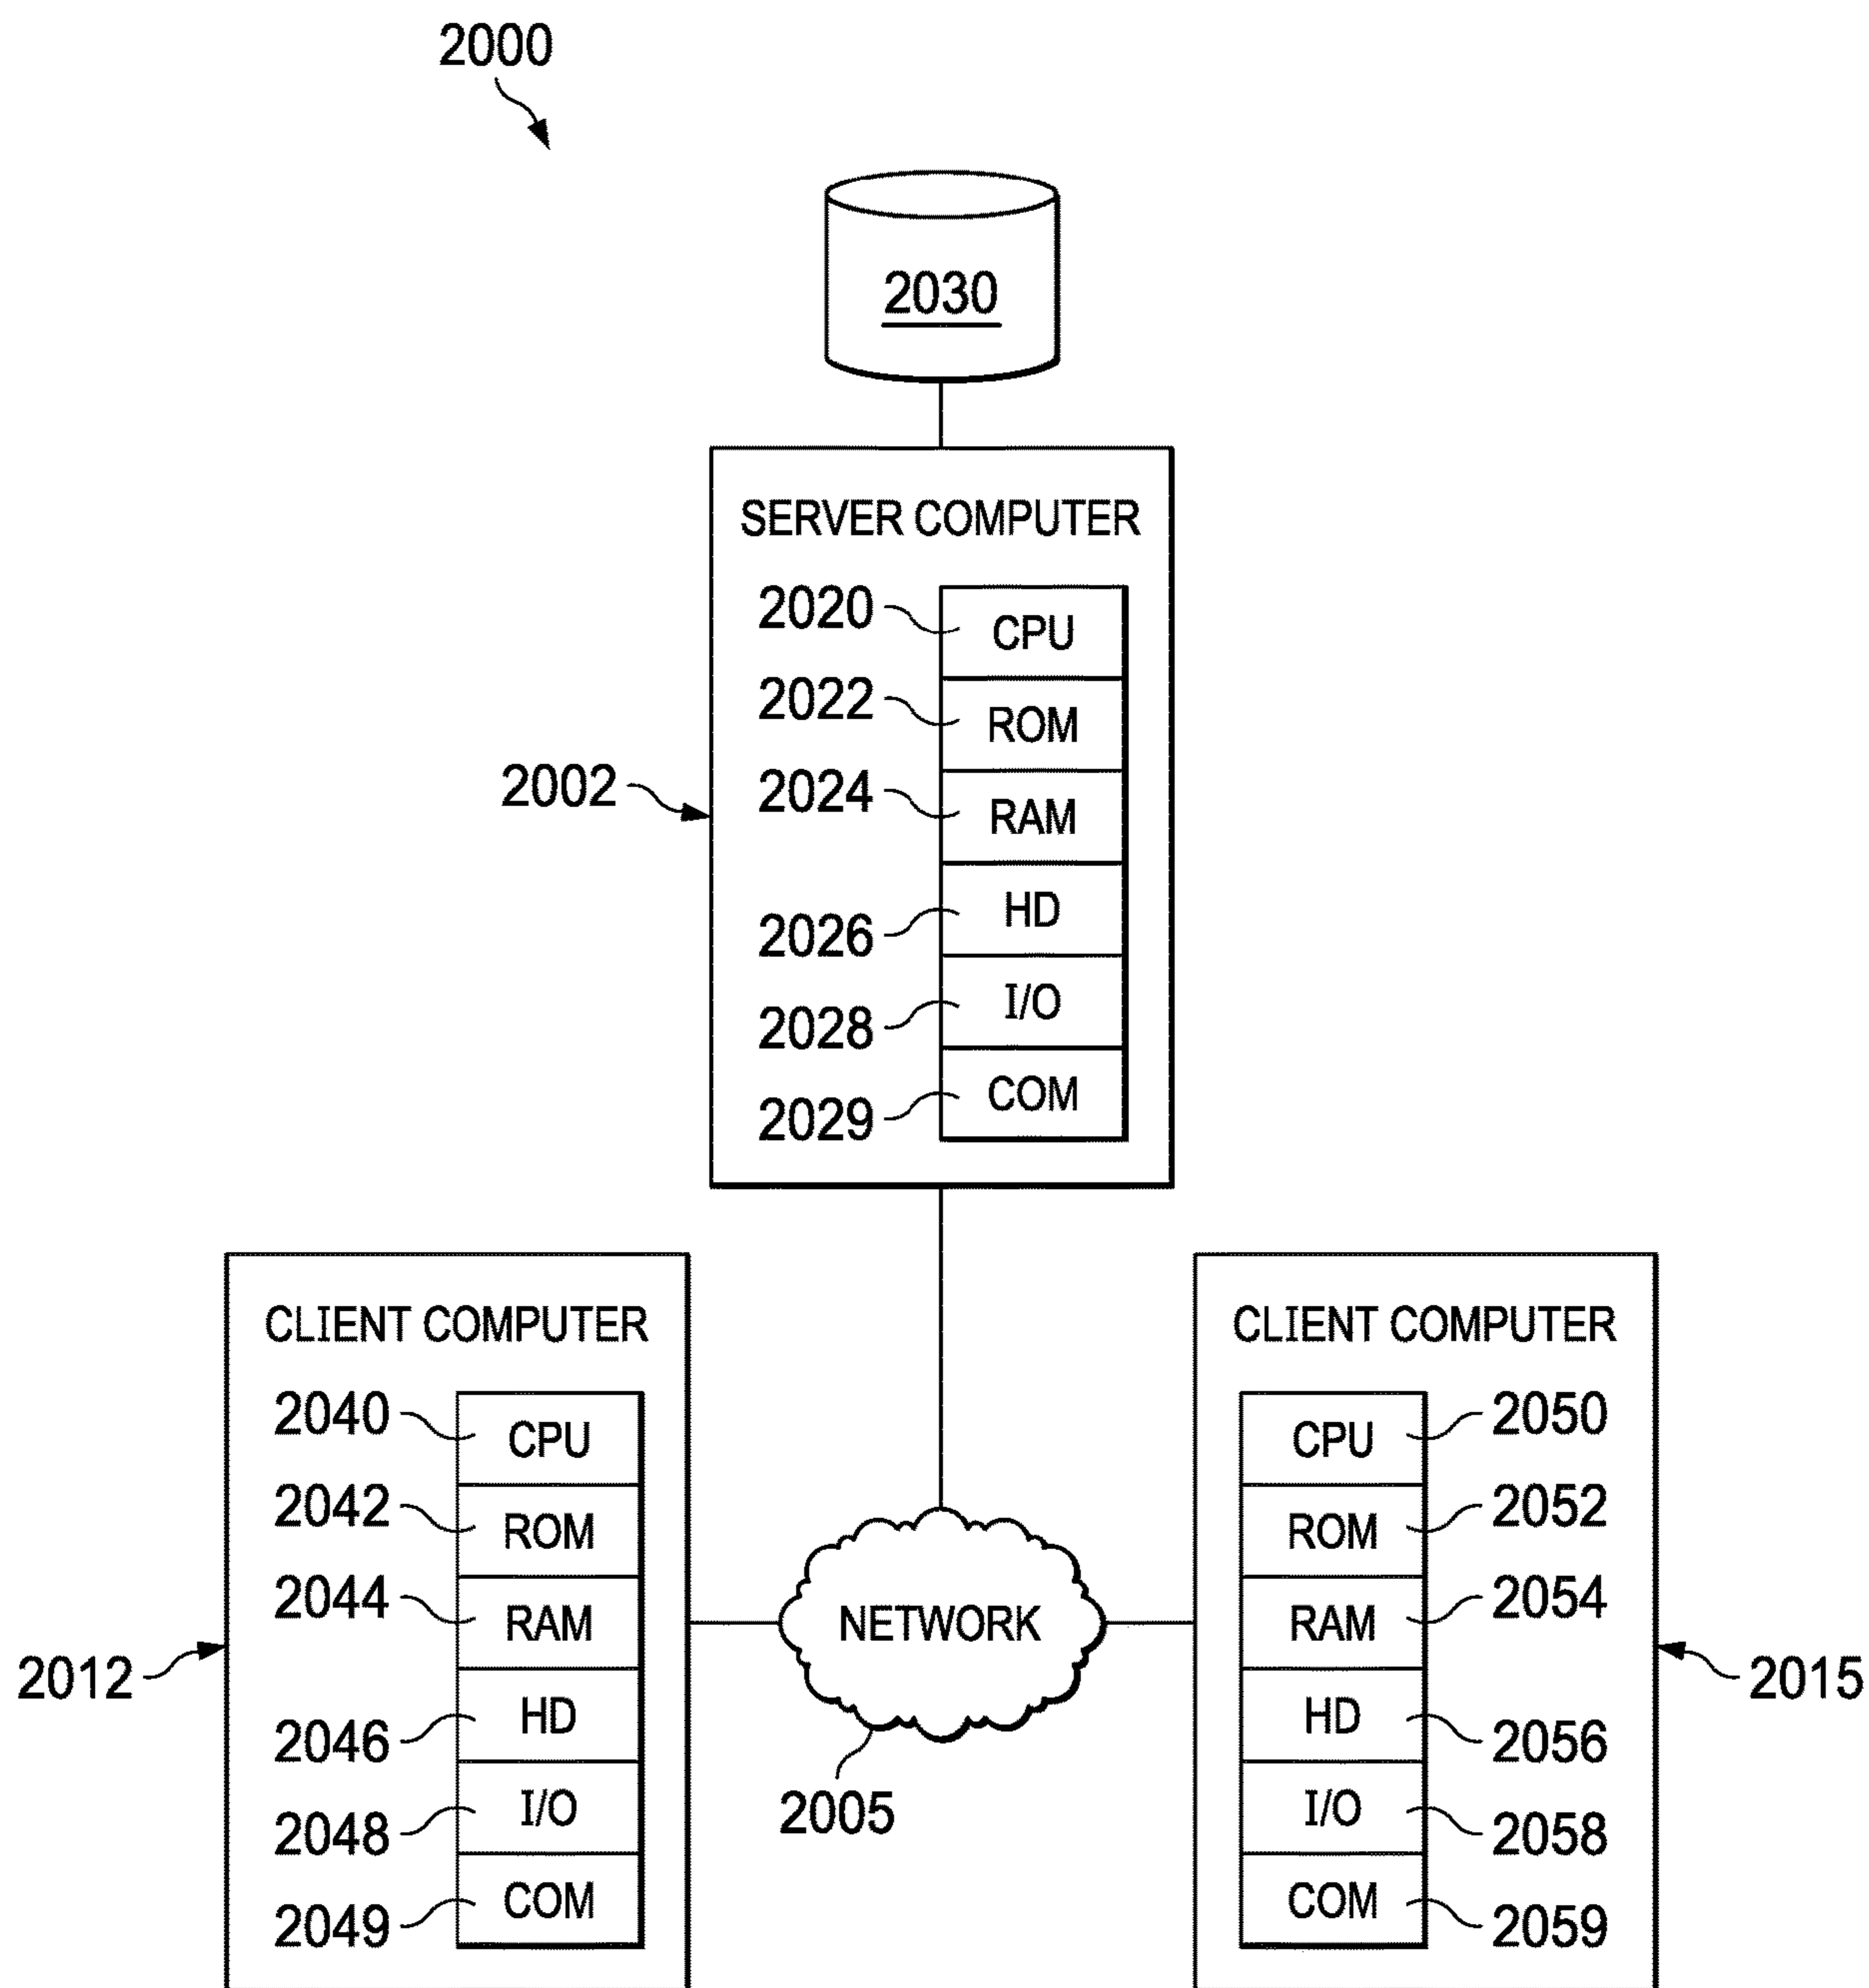 2000
2030
SERVER COMPUTER
2020 CPU
2022 ROM
2002
2024 RAM
2026 HD
2028 I/O
2029 COM
CLIENT COMPUTER
2040 CPU
2042 ROM
2044 RAM
2012
2046 HD
2048 I/O
2049 COM
NETWORK
2005
CLIENT COMPUTER
CPU 2050
ROM 2052
RAM 2054
2015
HD 2056
I/O 2058
COM 2059